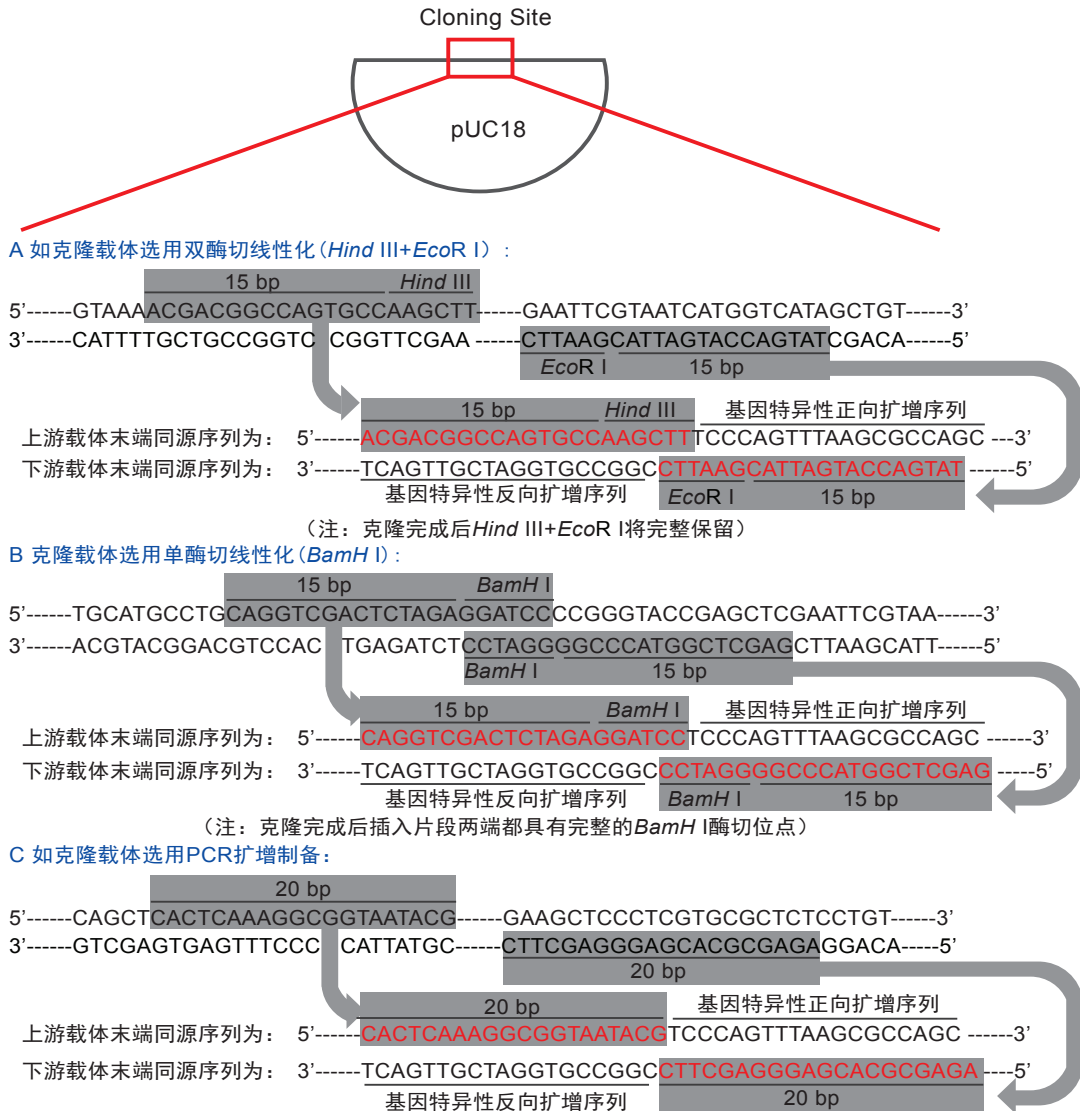 Cloning Site
pUC18
A 如克隆载体选用双酶切线性化(Hind III+EcoR I):
15 bp Hind III
5’------GTAAAACGACGGCCAGTGCCAAGCTT ------GAATTCGTAATCATGGTCATAGCTGT------3’
3’------CATTTTGCTGCCGGTC CGGTTCGAA ------CTTAAGCATTAGTACCAGTATCGACA------5’
EcoR I 15 bp
15 bp Hind III 基因特异性正向扩增序列
上游载体末端同源序列为: 5’------ACGACGGCCAGTGCCAAGCTTTCCCAGTTTAAGCGCCAGC ---3’
下游载体末端同源序列为: 3’------TCAGTTGCTAGGTGCCGGCCTTAAGCATTAGTACCAGTAT ------5’
基因特异性反向扩增序列 EcoR I 15 bp
(注:克隆完成后Hind III+EcoR I将完整保留)
B 克隆载体选用单酶切线性化(BamH I):
15 bp BamH I
5’------TGCATGCCTGCAGGTCGACTCTAGAGGATCCCCGGGTACCGAGCTCGAATTCGTAA------3’
3’------ACGTACGGACGTCCAC TGAGATCTCCTAGGGGCCCATGGCTCGAGCTTAAGCATT------5’
BamH I 15 bp
15 bp BamH I 基因特异性正向扩增序列
上游载体末端同源序列为: 5’------CAGGTCGACTCTAGAGGATCCTCCCAGTTTAAGCGCCAGC ------3’
下游载体末端同源序列为: 3’------TCAGTTGCTAGGTGCCGGCCCTAGGGGCCCATGGCTCGAG -----5’
基因特异性反向扩增序列 BamH I 15 bp
(注:克隆完成后插入片段两端都具有完整的BamH I酶切位点)
C 如克隆载体选用PCR扩增制备:
20 bp
5’------CAGCTCACTCAAAGGCGGTAATACG------GAAGCTCCCTCGTGCGCTCTCCTGT------3’
3’------GTCGAGTGAGTTTCCC CATTATGC------CTTCGAGGGAGCACGCGAGAGGACA------5’
20 bp
20 bp 基因特异性正向扩增序列
上游载体末端同源序列为: 5’------CACTCAAAGGCGGTAATACGTCCCAGTTTAAGCGCCAGC ------3’
下游载体末端同源序列为: 3’------TCAGTTGCTAGGTGCCGGCCTTCGAGGGAGCACGCGAGA ----5’
基因特异性反向扩增序列 20 bp